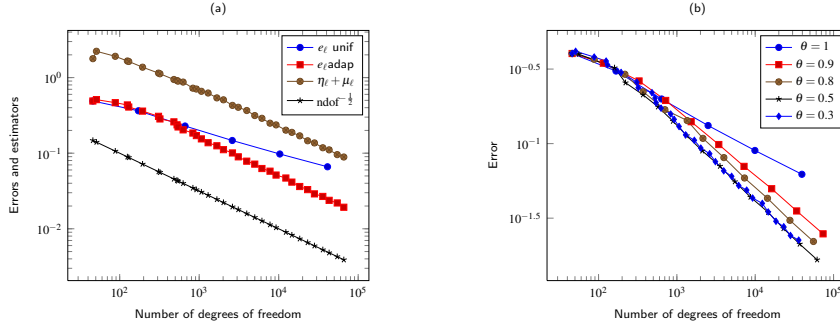 (a)
Errors and estimators
10^0
10^{-1}
10^{-2}
e_ℓ unif
e_ℓ adap
η_ℓ + μ_ℓ
ndof^{-1/2}
10^2
10^3
10^4
10^5
Number of degrees of freedom
(b)
Error
10^{-0.5}
10^{-1}
10^{-1.5}
θ = 1
θ = 0.9
θ = 0.8
θ = 0.5
θ = 0.3
10^2
10^3
10^4
10^5
Number of degrees of freedom